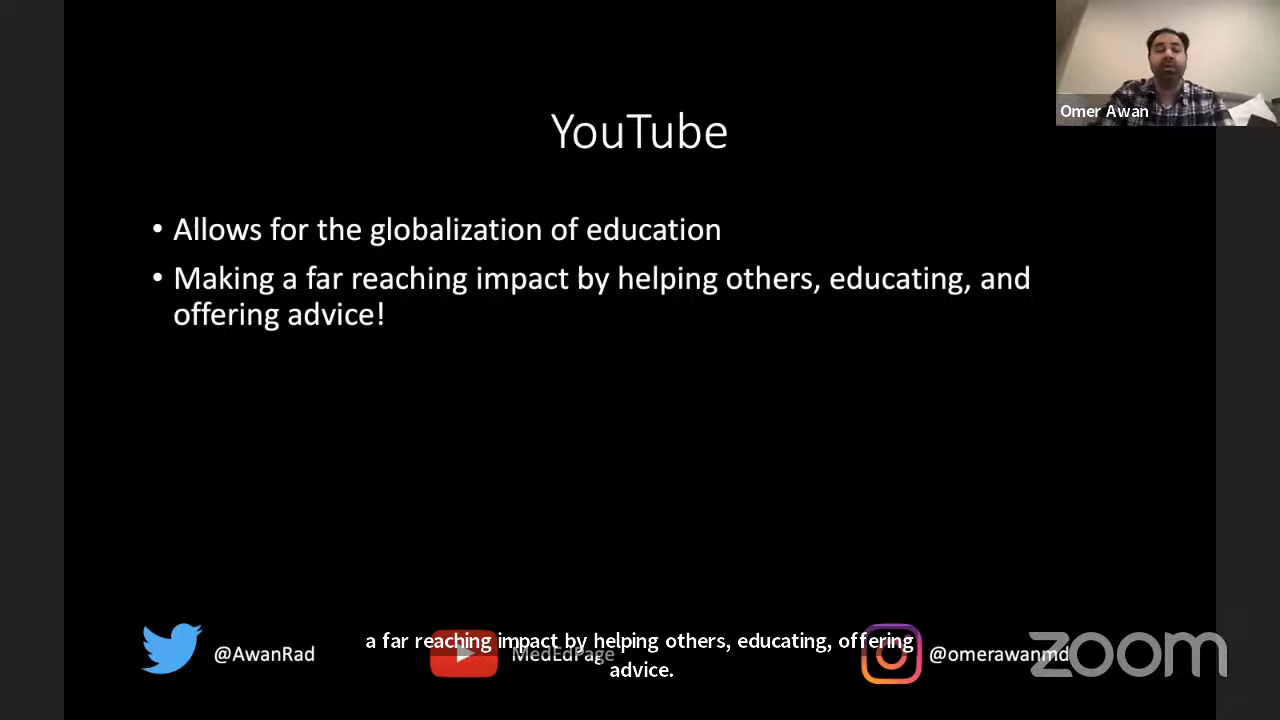 Omer Awan
YouTube
• Allows for the globalization of education
• Making a far reaching impact by helping others, educating, and
offering advice!
a far reaching impact by helping others, educating, offering
advice.
@AwanRad
MedEdPage
@omerawanmd
zoom